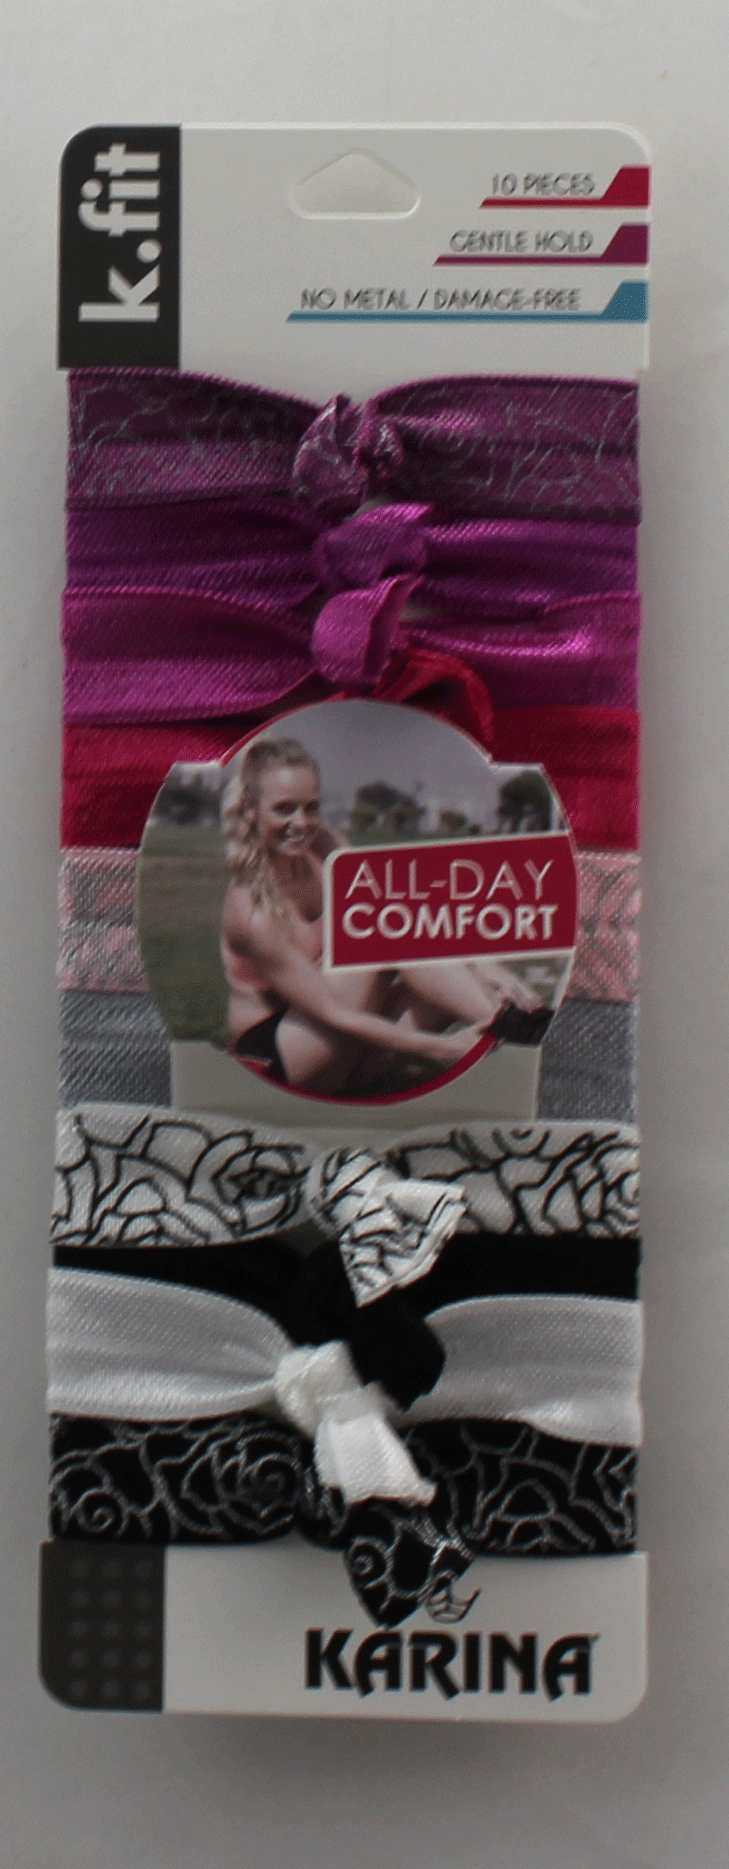 k.fit
10 PIECES
GENTLE HOLD
NO METAL / DAMAGE-FREE
ALL-DAY
COMFORT
KARINA